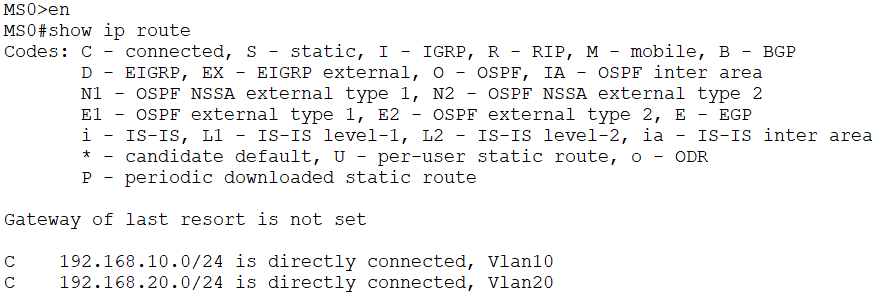 MS0>en
MS0#show ip route
Codes: C - connected, S - static, I - IGRP, R - RIP, M - mobile, B - BGP
       D - EIGRP, EX - EIGRP external, O - OSPF, IA - OSPF inter area
       N1 - OSPF NSSA external type 1, N2 - OSPF NSSA external type 2
       E1 - OSPF external type 1, E2 - OSPF external type 2, E - EGP
       i - IS-IS, L1 - IS-IS level-1, L2 - IS-IS level-2, ia - IS-IS inter area
       * - candidate default, U - per-user static route, o - ODR
       P - periodic downloaded static route

Gateway of last resort is not set

C    192.168.10.0/24 is directly connected, Vlan10
C    192.168.20.0/24 is directly connected, Vlan20